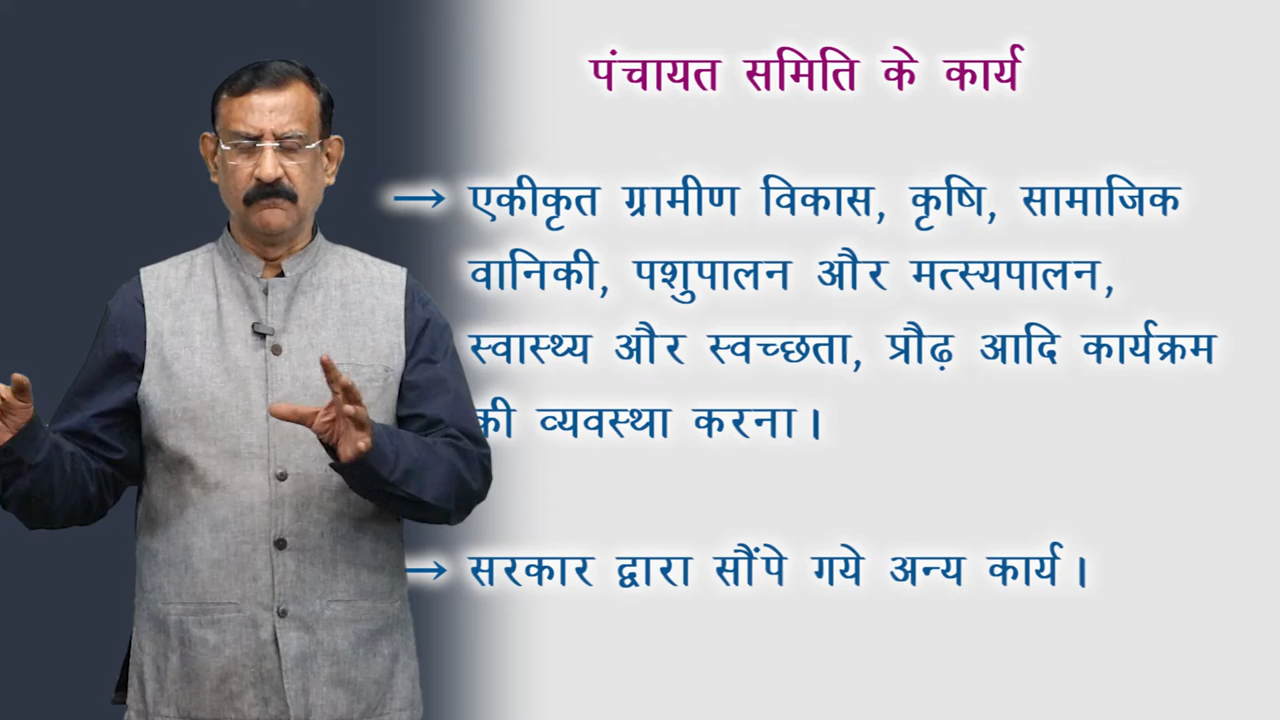 पंचायत समिति के कार्य
→ एकीकृत ग्रामीण विकास, कृषि, सामाजिक
वानिकी, पशुपालन और मत्स्यपालन,
स्वास्थ्य और स्वच्छता, प्रौढ़ आदि कार्यक्रम
की व्यवस्था करना।
→ सरकार द्वारा सौंपे गये अन्य कार्य।